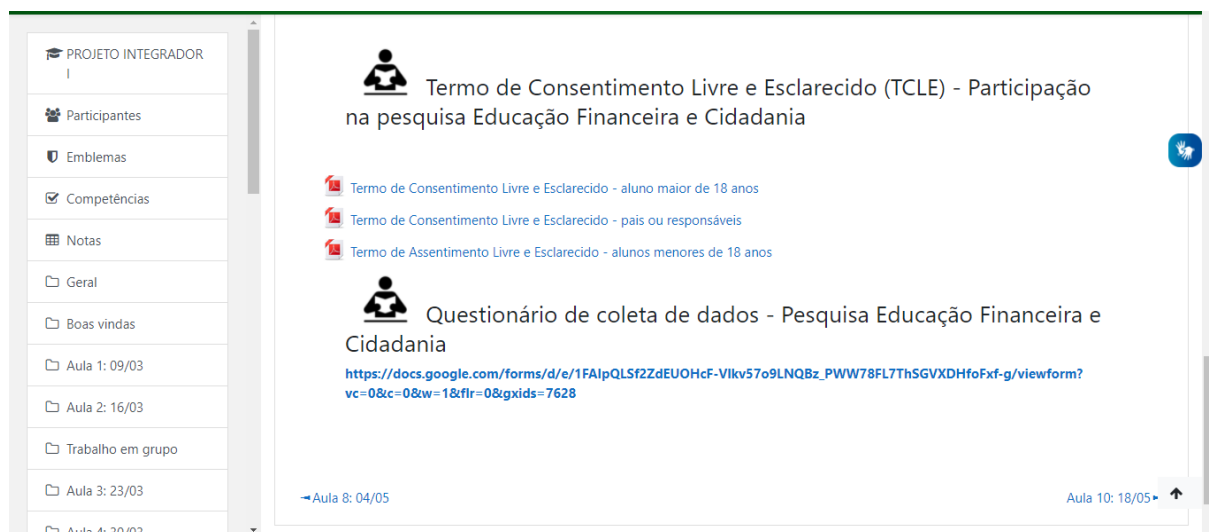 PROJETO INTEGRADOR
I
Participantes
Emblemas
Competências
Notas
Geral
Boas vindas
Aula 1: 09/03
Aula 2: 16/03
Trabalho em grupo
Aula 3: 23/03
Aula 4: 30/03
Termo de Consentimento Livre e Esclarecido (TCLE) - Participação
na pesquisa Educação Financeira e Cidadania
Termo de Consentimento Livre e Esclarecido - aluno maior de 18 anos
Termo de Consentimento Livre e Esclarecido - pais ou responsáveis
Termo de Assentimento Livre e Esclarecido - alunos menores de 18 anos
Questionário de coleta de dados - Pesquisa Educação Financeira e
Cidadania
https://docs.google.com/forms/d/e/1FAIpQLSf2ZdEUOHcF-VIkv57o9LNQBz_PWW78FL7ThSGVXDHfoFxf-g/viewform?
vc=0&c=0&w=1&flr=0&gxids=7628
◄Aula 8: 04/05
Aula 10: 18/05►